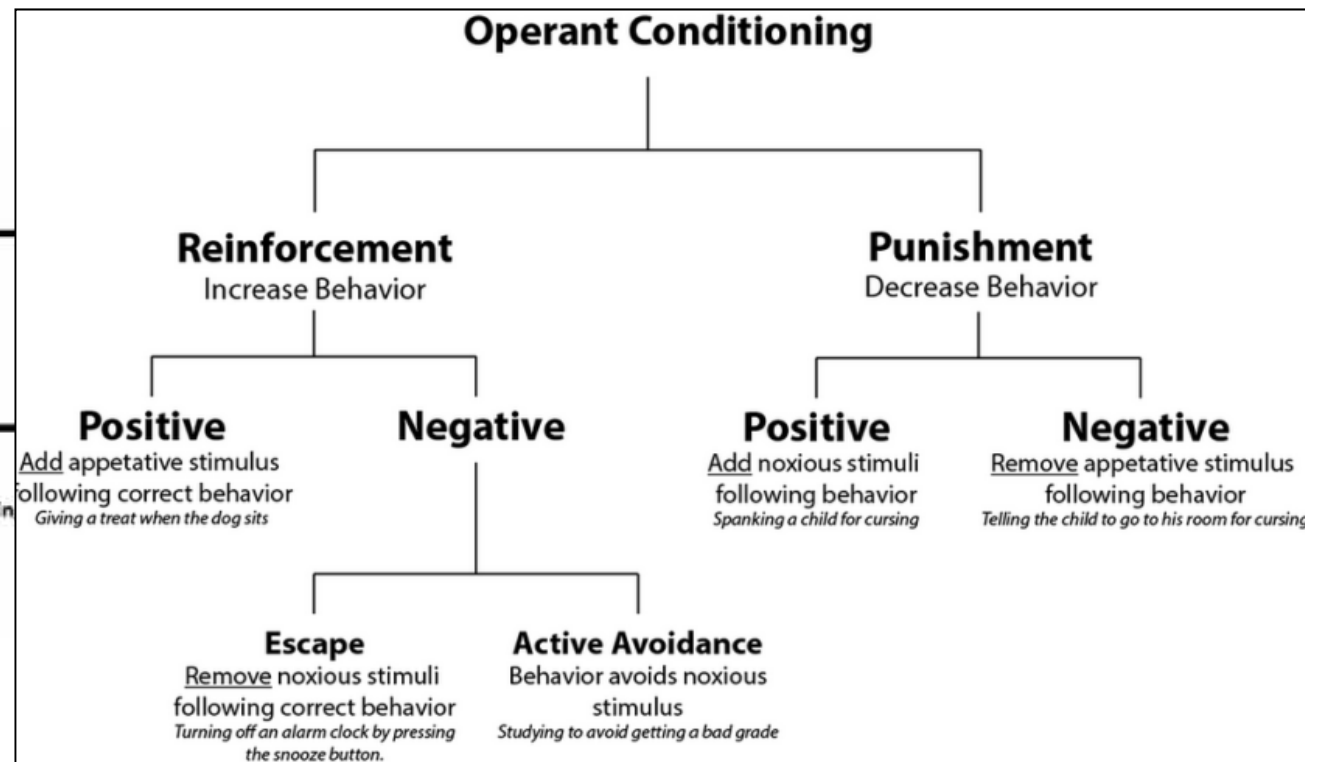 Operant Conditioning
Reinforcement
Increase Behavior
Punishment
Decrease Behavior
Positive
Add appetative stimulus
following correct behavior
Giving a treat when the dog sits
Negative
Positive
Add noxious stimuli
following behavior
Spanking a child for cursing
Negative
Remove appetative stimulus
following behavior
Telling the child to go to his room for cursing
Escape
Remove noxious stimuli
following correct behavior
Turning off an alarm clock by pressing
the snooze button.
Active Avoidance
Behavior avoids noxious
stimulus
Studying to avoid getting a bad grade